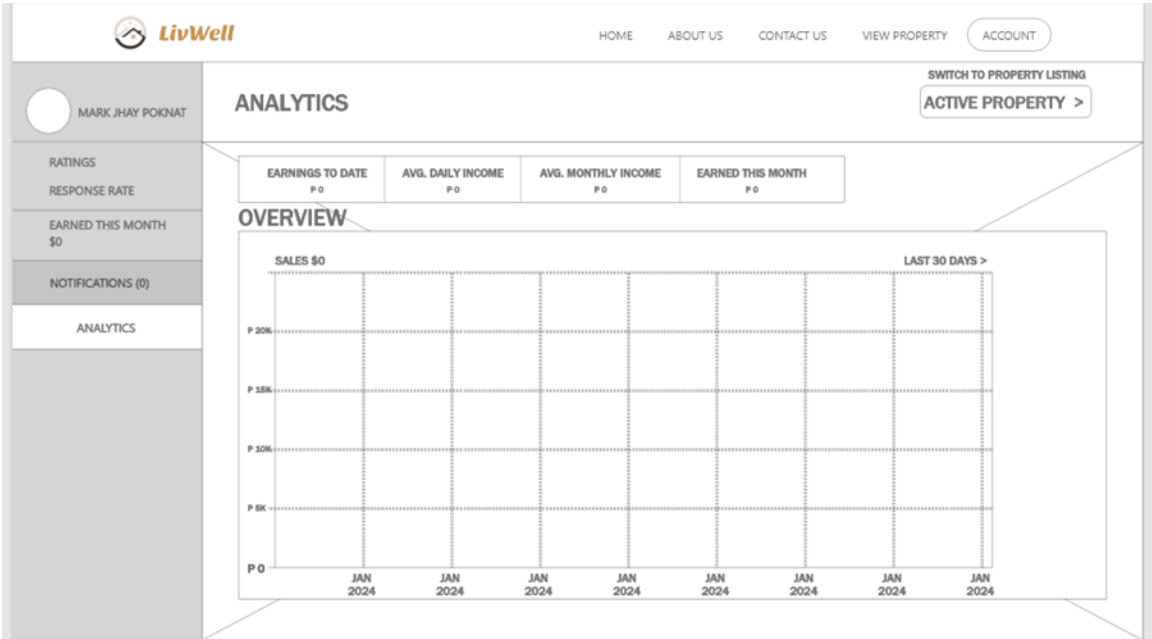 LivWell
HOME ABOUT US CONTACT US VIEW PROPERTY ACCOUNT
MARK JHAY POKNAT
RATINGS
RESPONSE RATE
EARNED THIS MONTH
$0
NOTIFICATIONS (0)
ANALYTICS
ANALYTICS
SWITCH TO PROPERTY LISTING
ACTIVE PROPERTY >
EARNINGS TO DATE
P 0
AVG. DAILY INCOME
P 0
AVG. MONTHLY INCOME
P 0
EARNED THIS MONTH
P 0
OVERVIEW
SALES $0
LAST 30 DAYS >
P 20K
P 15K
P 10K
P 5K
P 0
JAN JAN JAN JAN JAN JAN JAN JAN
2024 2024 2024 2024 2024 2024 2024 2024